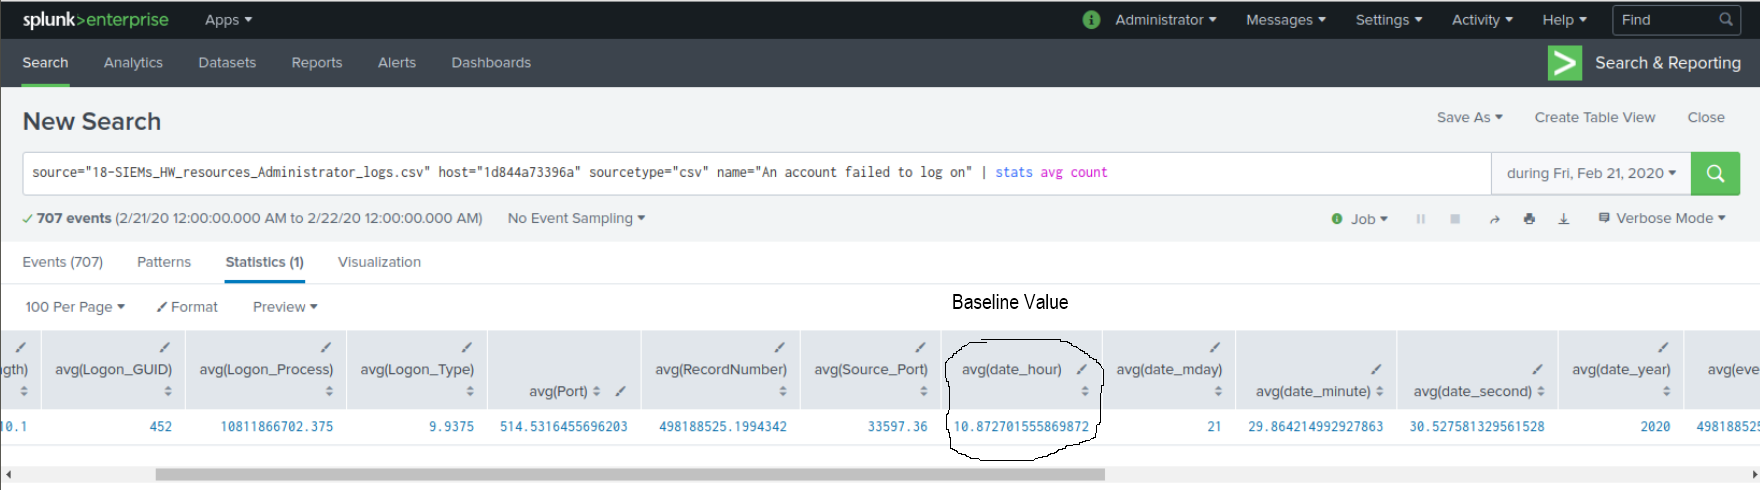 splunk>enterprise Apps Administrator Messages Settings Activity Help Find
Search Analytics Datasets Reports Alerts Dashboards Search & Reporting
New Search Save As Create Table View Close
source="18-SIEMs_HW_resources_Administrator_logs.csv" host="1d844a73396a" sourcetype="csv" name="An account failed to log on" | stats avg count during Fri, Feb 21, 2020
707 events (2/21/20 12:00:00.000 AM to 2/22/20 12:00:00.000 AM) No Event Sampling Job Verbose Mode
Events (707) Patterns Statistics (1) Visualization
100 Per Page Format Preview
Baseline Value
gth) avg(Logon_GUID) avg(Logon_Process) avg(Logon_Type) avg(Port) avg(RecordNumber) avg(Source_Port) avg(date_hour) avg(date_mday) avg(date_minute) avg(date_second) avg(date_year) avg(eve
10.1 452 10811866702.375 9.9375 514.5316455696203 498188525.1994342 33597.36 10.872701555869872 21 29.864214992927863 30.527581329561528 2020 498188525